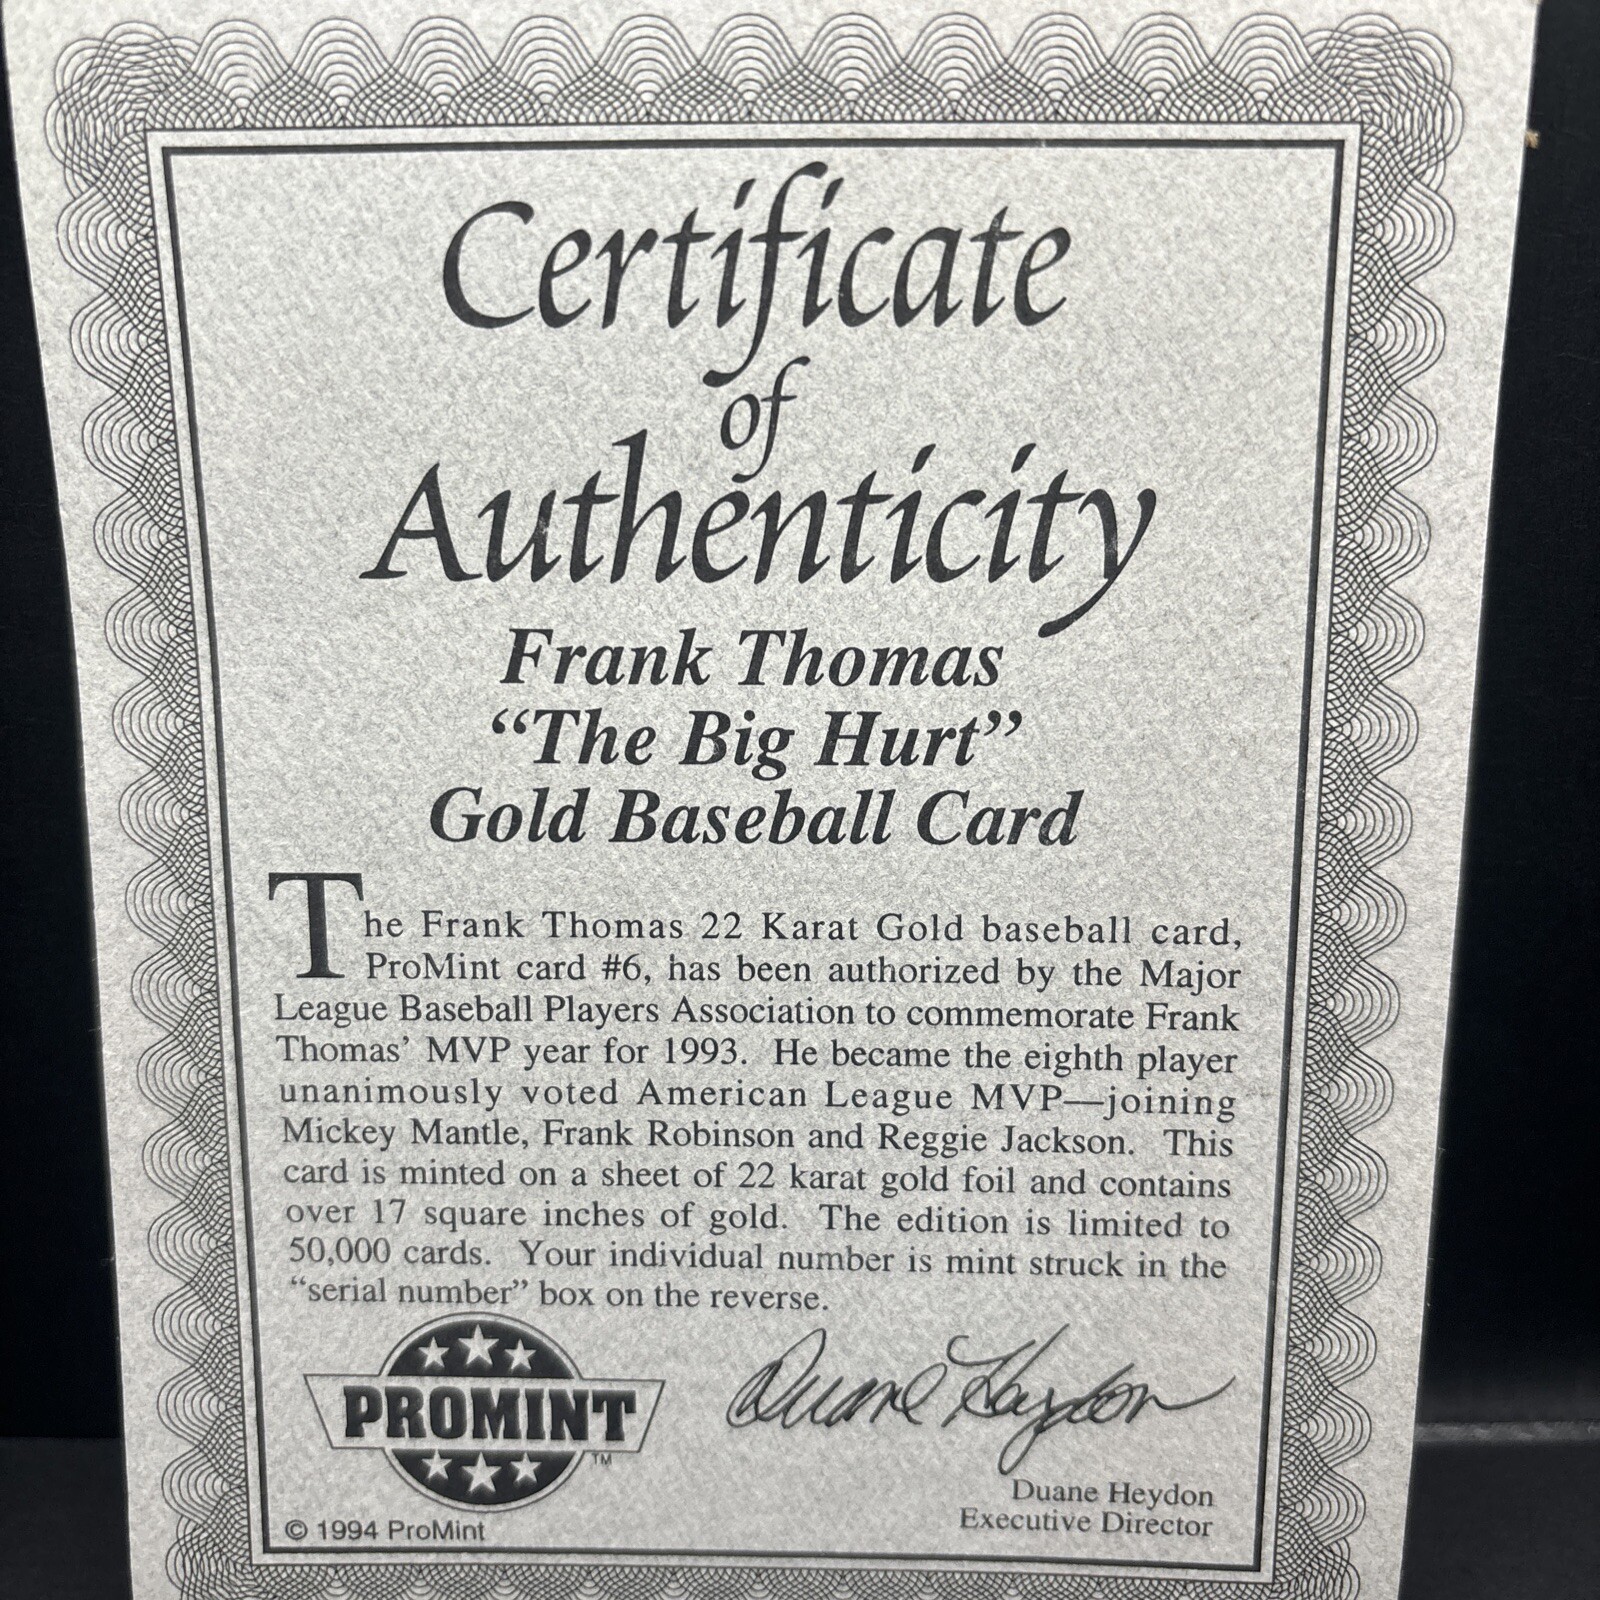 Certificate
of
Authenticity
Frank Thomas
“The Big Hurt”
Gold Baseball Card
The Frank Thomas 22 Karat Gold baseball card,
ProMint card #6, has been authorized by the Major
League Baseball Players Association to commemorate Frank
Thomas’ MVP year for 1993. He became the eighth player
unanimously voted American League MVP—joining
Mickey Mantle, Frank Robinson and Reggie Jackson. This
card is minted on a sheet of 22 karat gold foil and contains
over 17 square inches of gold. The edition is limited to
50,000 cards. Your individual number is mint struck in the
“serial number” box on the reverse.
PROMINT™
© 1994 ProMint
Duane Heydon
Duane Heydon
Executive Director